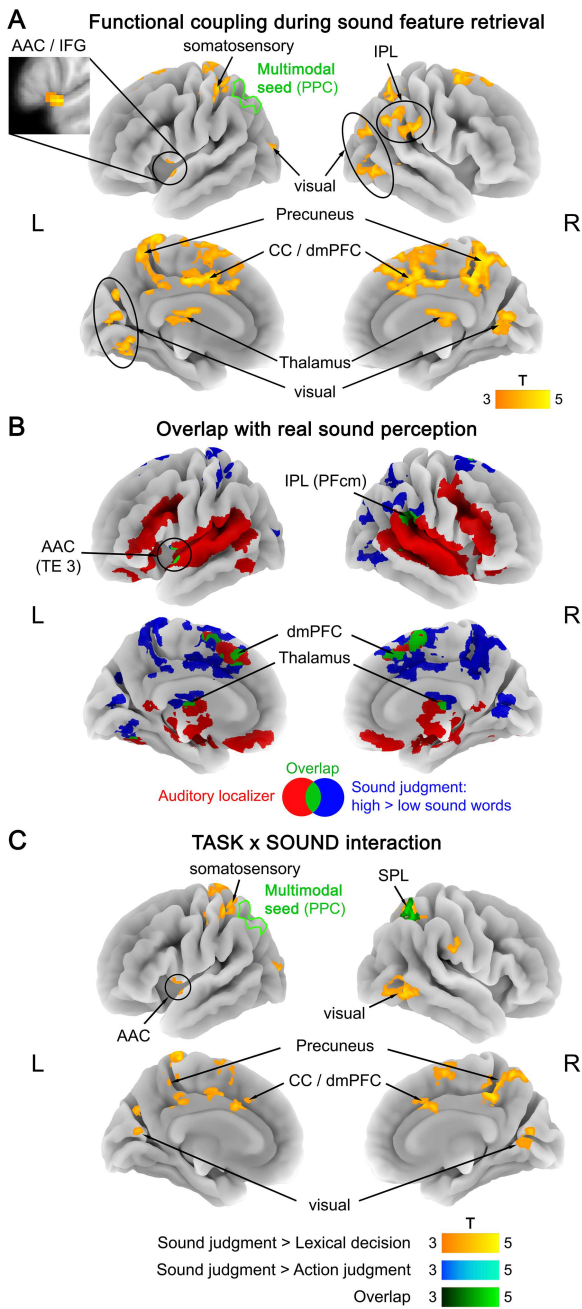 A
Functional coupling during sound feature retrieval
AAC / IFG
somatosensory
Multimodal
seed (PPC)
IPL
visual
L
R
Precuneus
CC / dmPFC
Thalamus
visual
T
3
5
B
Overlap with real sound perception
IPL (PFcm)
AAC
(TE 3)
L
R
dmPFC
Thalamus
Overlap
Auditory localizer
Sound judgment:
high > low sound words
C
TASK x SOUND interaction
somatosensory
Multimodal
seed (PPC)
SPL
AAC
visual
L
R
Precuneus
CC / dmPFC
visual
T
Sound judgment > Lexical decision 3 5
Sound judgment > Action judgment 3 5
Overlap 3 5